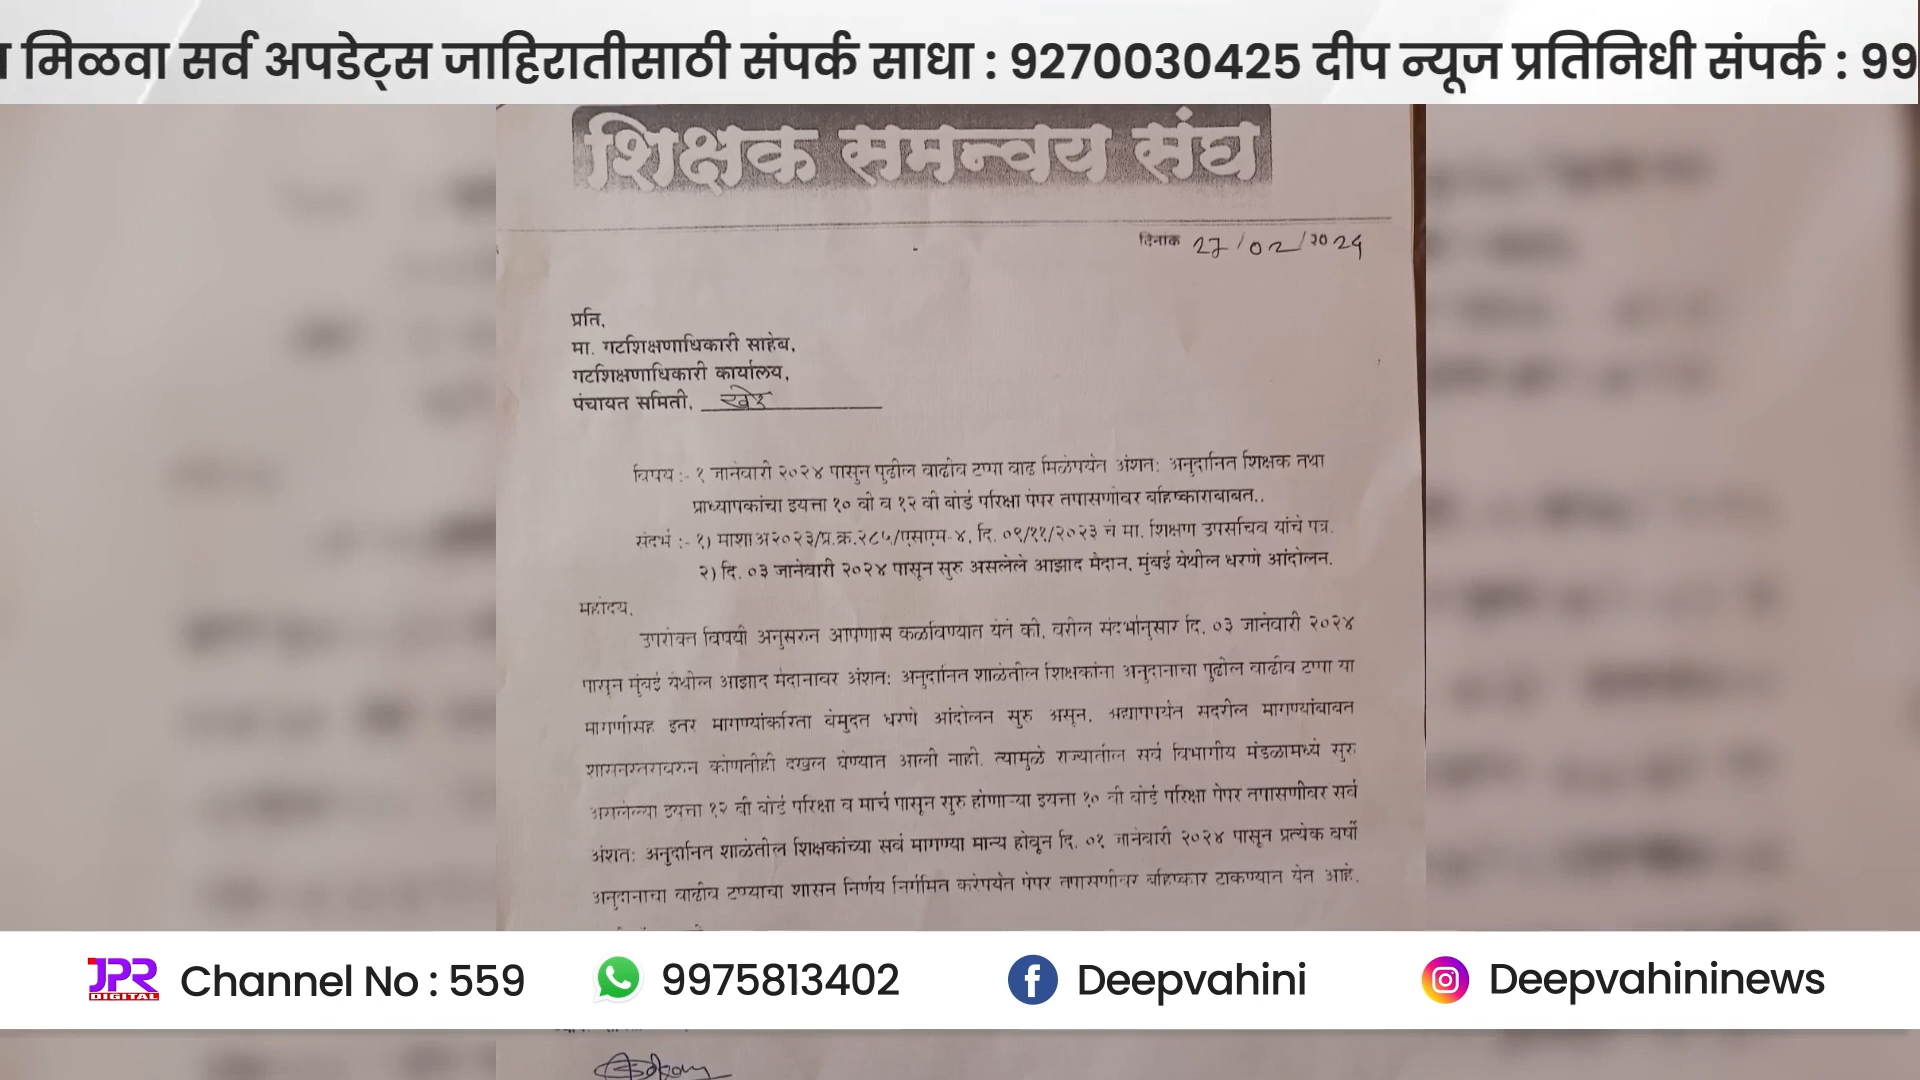 मिळवा सर्व अपडेट्स जाहिरातीसाठी संपर्क साधा : 9270030425 दीप न्यूज प्रतिनिधी संपर्क : 99
शिक्षक समन्वय संघ
दिनांक 27/02/2024
प्रति,
मा. गटशिक्षणाधिकारी साहेब,
गटशिक्षणाधिकारी कार्यालय,
पंचायत समिती, खेर
विषय :- १ जानेवारी २०२४ पासुन पुढील वाढीव टप्पा वाढ मिळेपर्यंत अंशतः अनुदानित शिक्षक तथा
प्राध्यापकांचा इयत्ता १० वी व १२ वी बोर्ड परिक्षा पेपर तपासणीवर बहिष्काराबाबत..
संदर्भ :- १) माशाअ२०२३/प्र.क्र.२८५/एसएम-४, दि. ०९/११/२०२३ चे मा. शिक्षण उपसचिव यांचे पत्र.
२) दि. ०३ जानेवारी २०२४ पासून सुरु असलेले आझाद मैदान, मुंबई येथील धरणे आंदोलन.
महोदय,
उपरोक्त विषयी अनुसरुन आपणास कळविण्यात येते की, वरील संदर्भानुसार दि. ०३ जानेवारी २०२४
पासून मुंबई येथील आझाद मैदानावर अंशतः अनुदानित शाळेतील शिक्षकांना अनुदानाचा पुढील वाढीव टप्पा या
मागणीसह इतर मागण्यांकरिता बेमुदत धरणे आंदोलन सुरु असून, अद्यापपर्यंत सदरील मागण्यांबाबत
शासनस्तरावरुन कोणतीही दखल घेण्यात आली नाही. त्यामुळे राज्यातील सर्व विभागीय मंडळामध्ये सुरु
असलेल्या इयत्ता १२ वी बोर्ड परिक्षा व मार्च पासून सुरु होणाऱ्या इयत्ता १० वी बोर्ड परिक्षा पेपर तपासणीवर सर्व
अंशतः अनुदानित शाळेतील शिक्षकांच्या सर्व मागण्या मान्य होवून दि. ०१ जानेवारी २०२४ पासून प्रत्येक वर्षी
अनुदानाचा वाढीव टप्प्याचा शासन निर्णय निर्गमित करेपर्यंत पेपर तपासणीवर बहिष्कार टाकण्यात येत आहे.
JPR DIGITAL Channel No : 559 9975813402 Deepvahini Deepvahininews